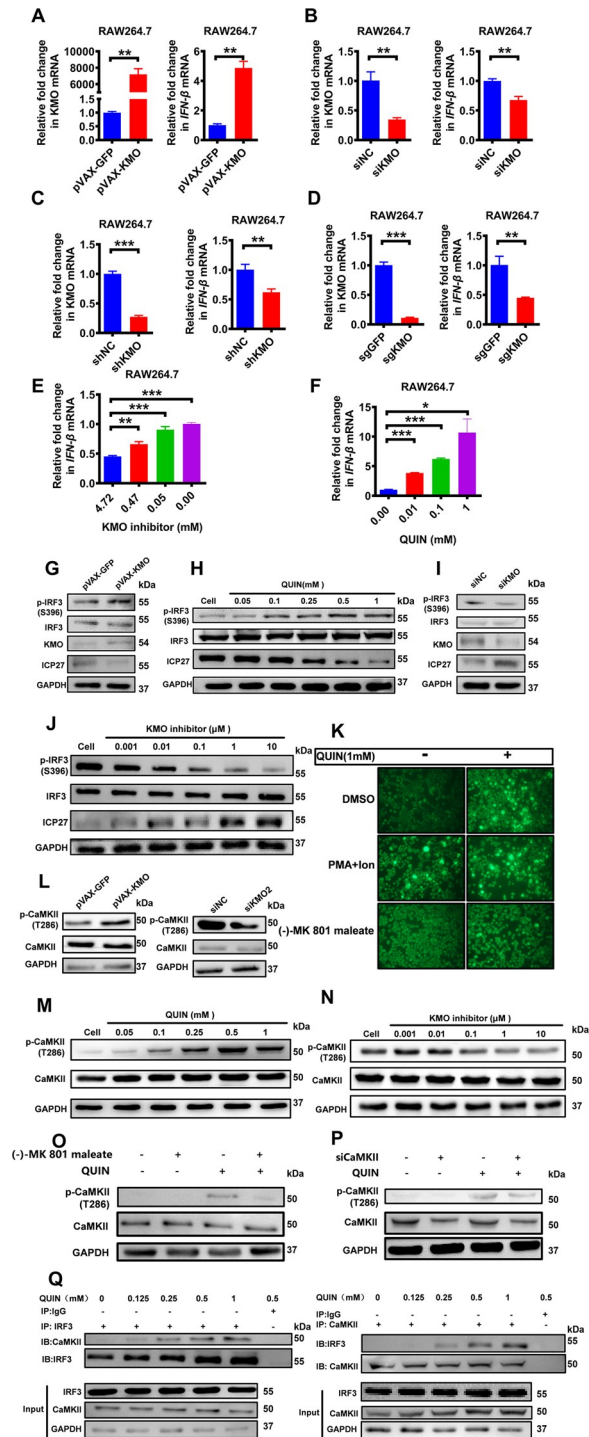 A
B
RAW264.7
RAW264.7
RAW264.7
RAW264.7
Relative fold change
in KMO mRNA
10000
8000
6000
4000
1.0
0.5
0.0
**
pVAX-GFP
pVAX-KMO
Relative fold change
in IFN-β mRNA
6
4
2
0
**
pVAX-GFP
pVAX-KMO
Relative fold change
in KMO mRNA
1.5
1.0
0.5
0.0
**
siNC
siKMO
Relative fold change
in IFN-β mRNA
1.5
1.0
0.5
0.0
**
siNC
siKMO
C
D
RAW264.7
RAW264.7
RAW264.7
RAW264.7
Relative fold change
in KMO mRNA
1.5
1.0
0.5
0.0
***
shNC
shKMO
Relative fold change
in IFN-β mRNA
1.5
1.0
0.5
0.0
**
shNC
shKMO
Relative fold change
in KMO mRNA
1.5
1.0
0.5
0.0
***
sgGFP
sgKMO
Relative fold change
in IFN-β mRNA
1.5
1.0
0.5
0.0
**
sgGFP
sgKMO
E
RAW264.7
Relative fold change
in IFN-β mRNA
1.5
1.0
0.5
0.0
***
***
**
4.72
0.47
0.05
0.00
KMO inhibitor (mM)
F
RAW264.7
Relative fold change
in IFN-β mRNA
15
10
5
0
*
***
***
0.00
0.01
0.1
1
QUIN (mM)
G
pVAX-GFP
pVAX-KMO
kDa
p-IRF3
(S396)
55
IRF3
55
KMO
54
ICP27
55
GAPDH
37
H
QUIN(mM )
Cell 0.05 0.1 0.25 0.5 1 kDa
p-IRF3
(S396)
55
IRF3
55
ICP27
55
GAPDH
37
I
siNC
siKMO
kDa
p-IRF3
(S396)
55
IRF3
55
KMO
54
ICP27
55
GAPDH
37
J
KMO inhibitor (μM )
Cell 0.001 0.01 0.1 1 10 kDa
p-IRF3
(S396)
55
IRF3
55
ICP27
55
GAPDH
37
K
QUIN(1mM) - +
DMSO
PMA+Ion
(-)-MK 801 maleate
L
pVAX-GFP
pVAX-KMO
kDa
p-CaMKII
(T286)
50
CaMKII
50
GAPDH
37
siNC
siKMO2
kDa
p-CaMKII
(T286)
50
CaMKII
50
GAPDH
37
M
QUIN (mM )
Cell 0.05 0.1 0.25 0.5 1 kDa
p-CaMKII
(T286)
50
CaMKII
50
GAPDH
37
N
KMO inhibitor (μM )
Cell 0.001 0.01 0.1 1 10 kDa
p-CaMKII
(T286)
50
CaMKII
50
GAPDH
37
O
(-)-MK 801 maleate - + - +
QUIN - - + +
kDa
p-CaMKII
(T286)
50
CaMKII
50
GAPDH
37
P
siCaMKII - + - +
QUIN - - + +
kDa
p-CaMKII
(T286)
50
CaMKII
50
GAPDH
37
Q
QUIN（mM） 0 0.125 0.25 0.5 1 0.5
IP:IgG - - - - - +
IP: IRF3 + + + + + - kDa
IB:CaMKII
50
IB:IRF3
55
Input
IRF3
55
CaMKII
50
GAPDH
37
QUIN（mM） 0 0.125 0.25 0.5 1 0.5
IP:IgG - - - - - +
IP: CaMKII + + + + + - kDa
IB:IRF3
55
IB: CaMKII
50
Input
IRF3
55
CaMKII
50
GAPDH
37